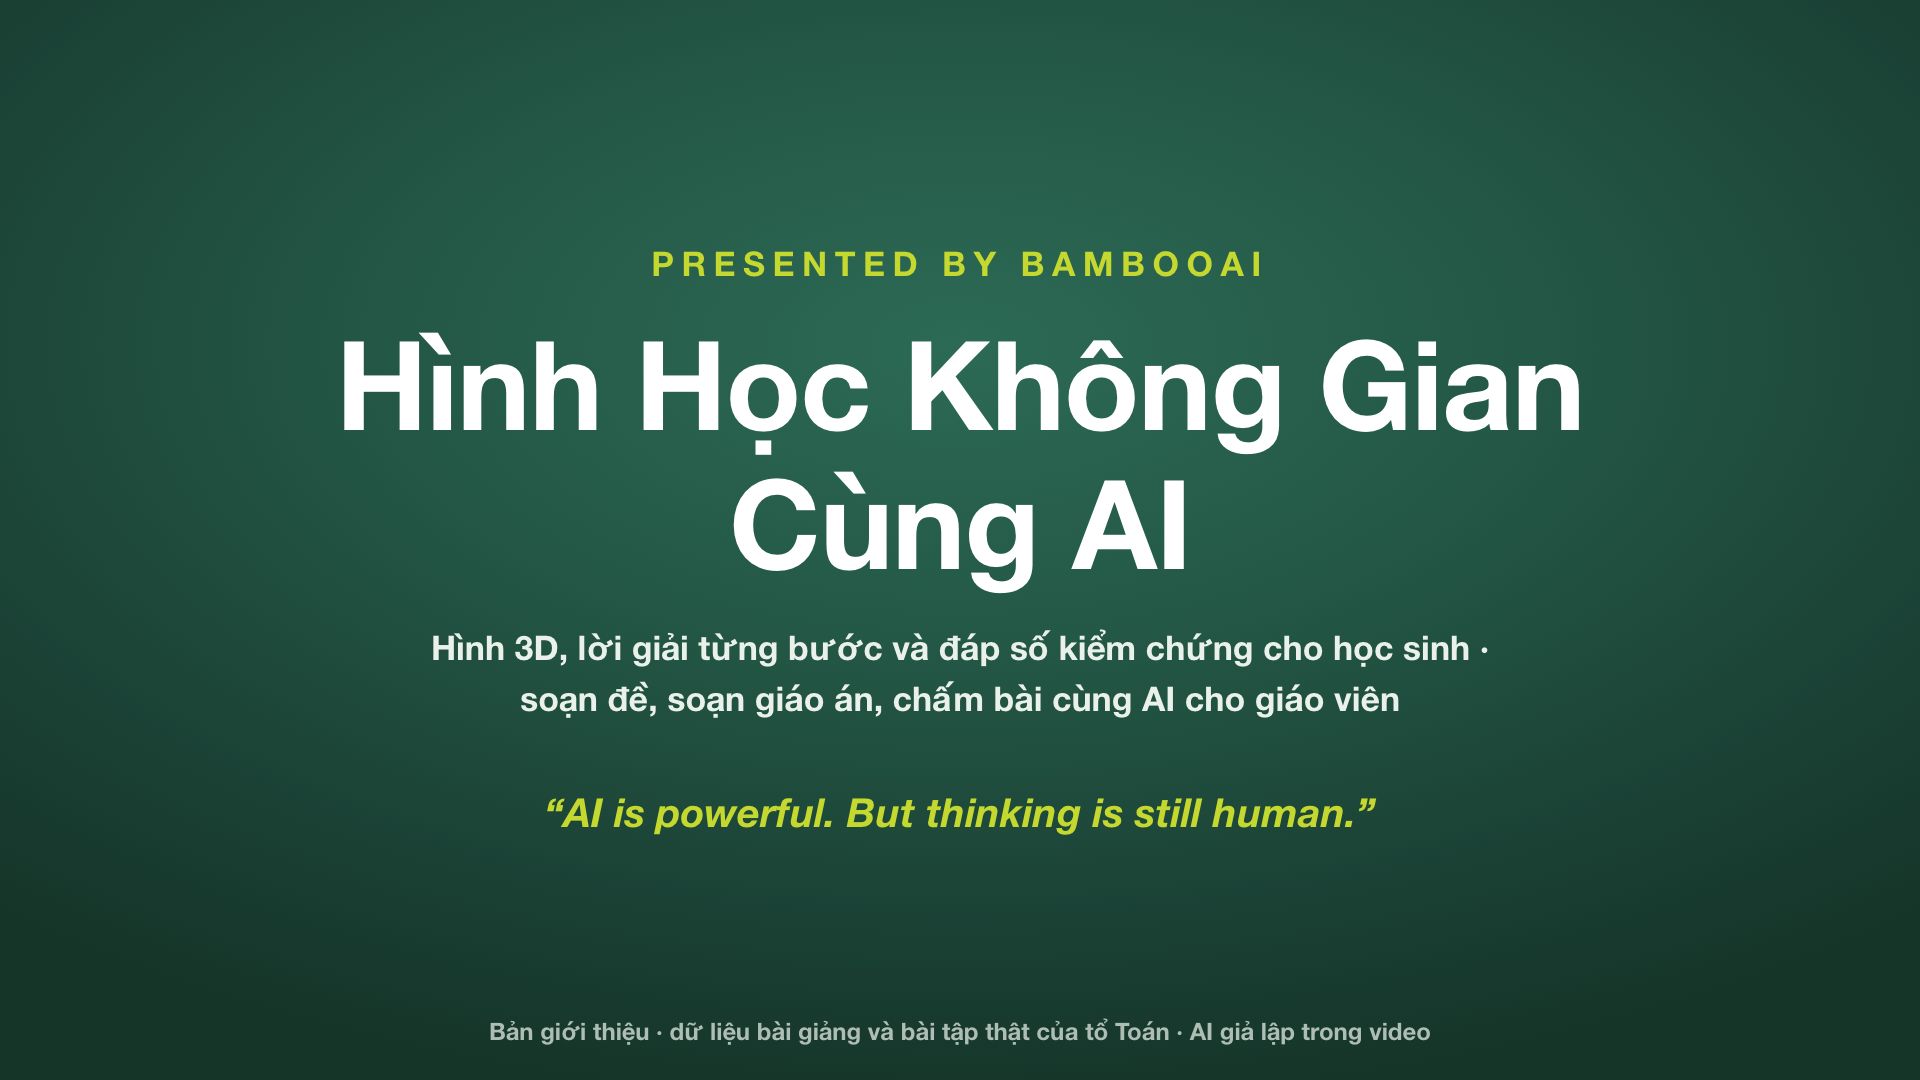 PRESENTED BY BAMBOOAI
Hình Học Không Gian
Cùng AI
Hình 3D, lời giải từng bước và đáp số kiểm chứng cho học sinh ·
soạn đề, soạn giáo án, chấm bài cùng AI cho giáo viên
“AI is powerful. But thinking is still human.”
Bản giới thiệu · dữ liệu bài giảng và bài tập thật của tổ Toán · AI giả lập trong video